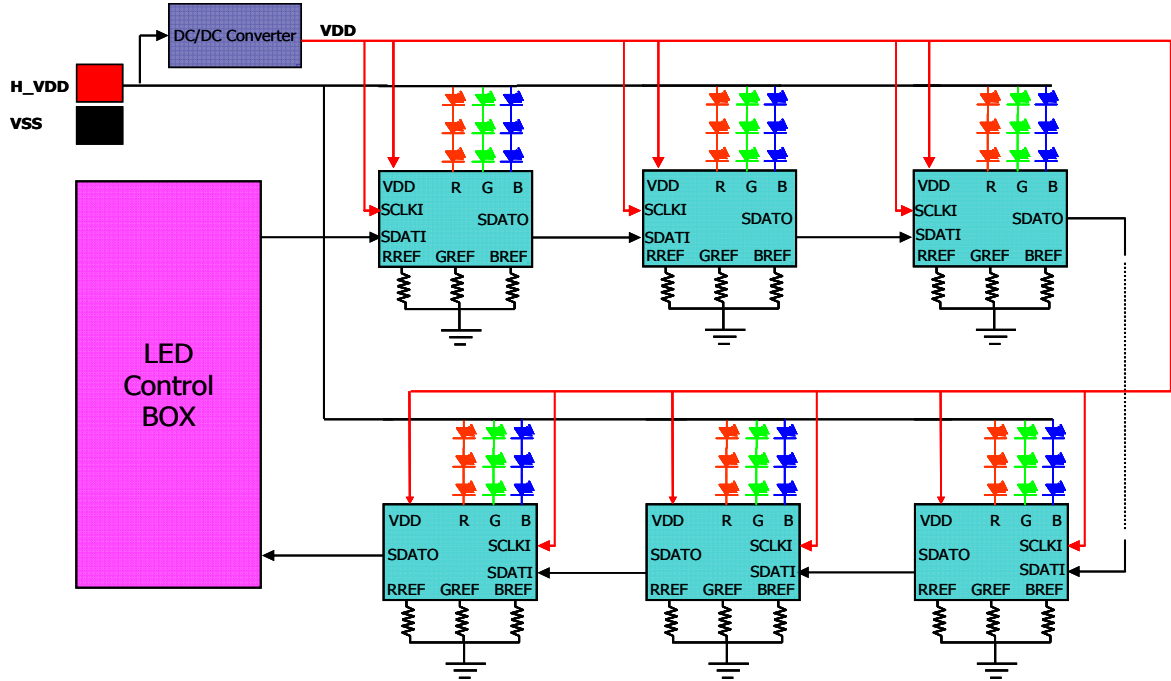 DC/DC Converter
VDD
H_VDD
VSS
VDD R G B
SCLKI
SDATO
SDATI
RREF GREF BREF
VDD R G B
SCLKI
SDATO
SDATI
RREF GREF BREF
VDD R G B
SCLKI
SDATO
SDATI
RREF GREF BREF
LED
Control
BOX
VDD R G B
SCLKI
SDATO
SDATI
RREF GREF BREF
VDD R G B
SCLKI
SDATO
SDATI
RREF GREF BREF
VDD R G B
SCLKI
SDATO
SDATI
RREF GREF BREF